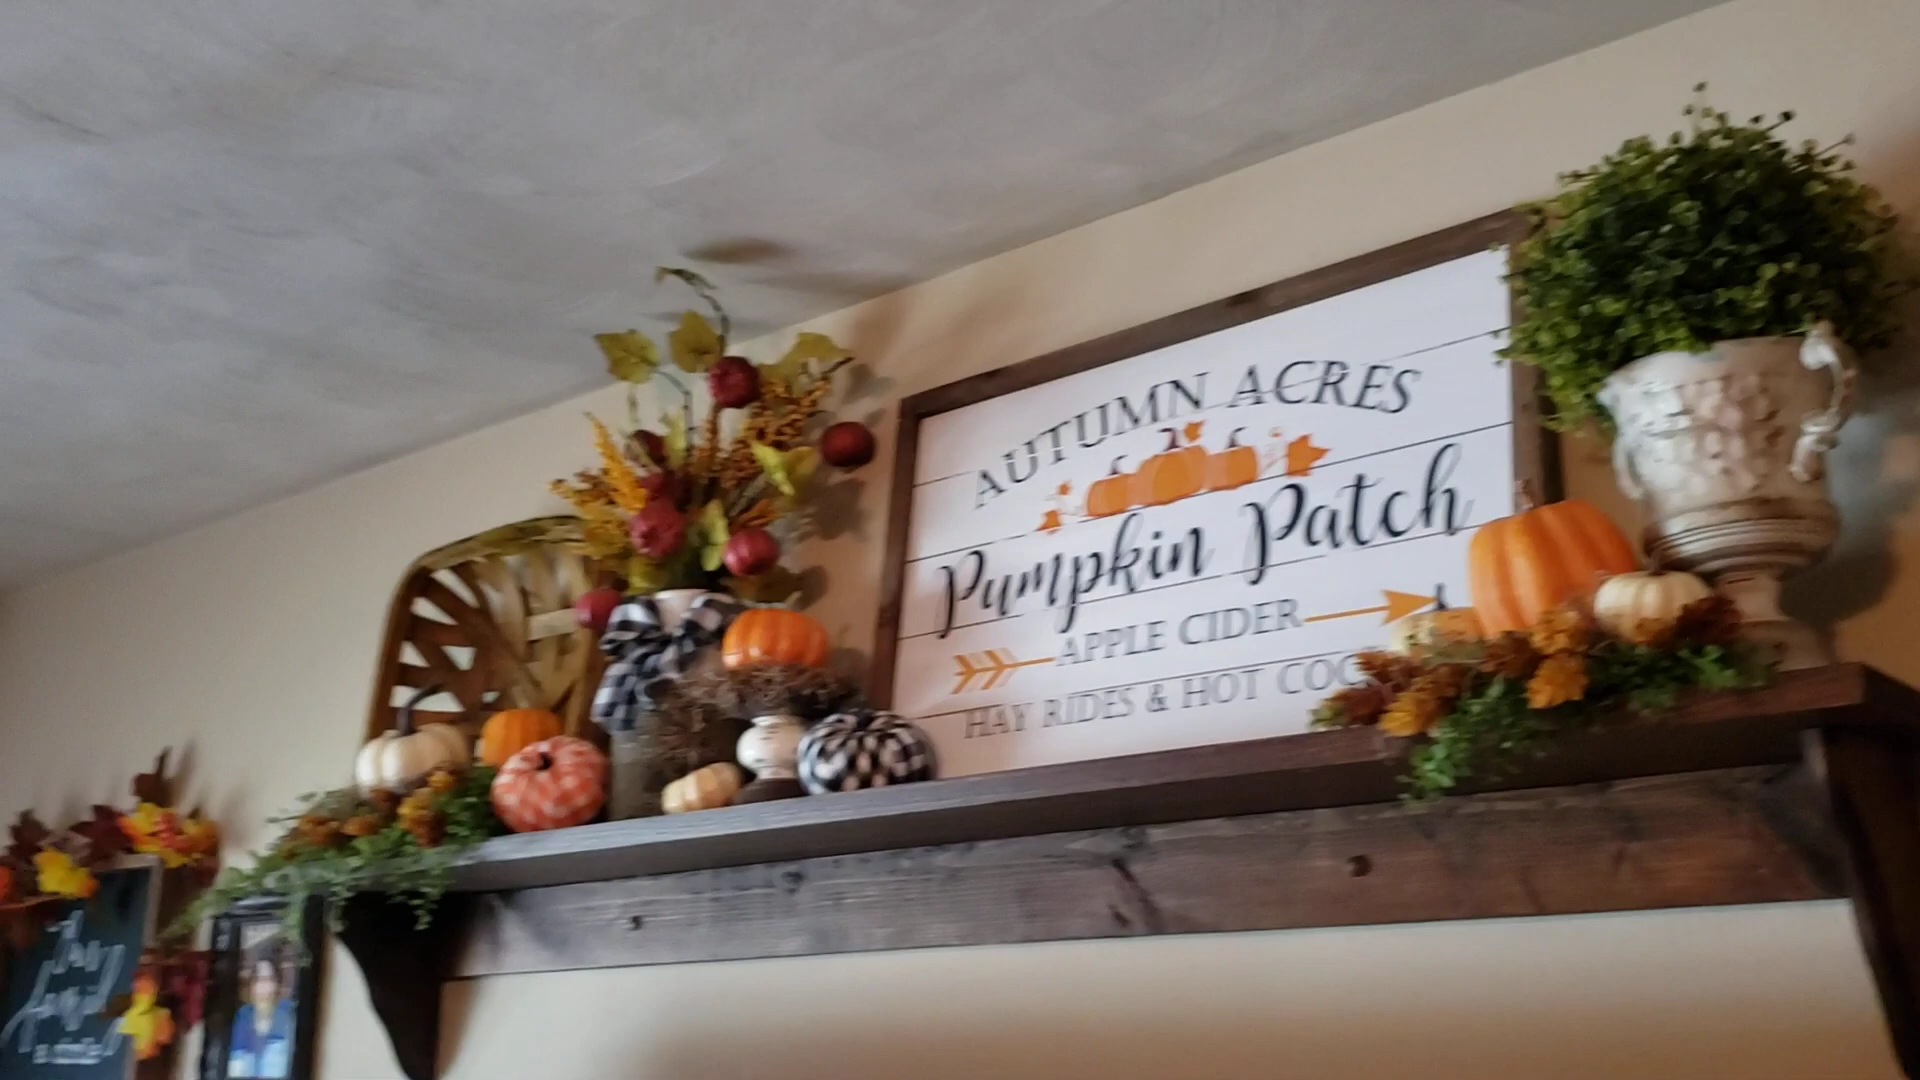 AUTUMN ACRES
Pumpkin Patch
APPLE CIDER
HAY RIDES & HOT COC